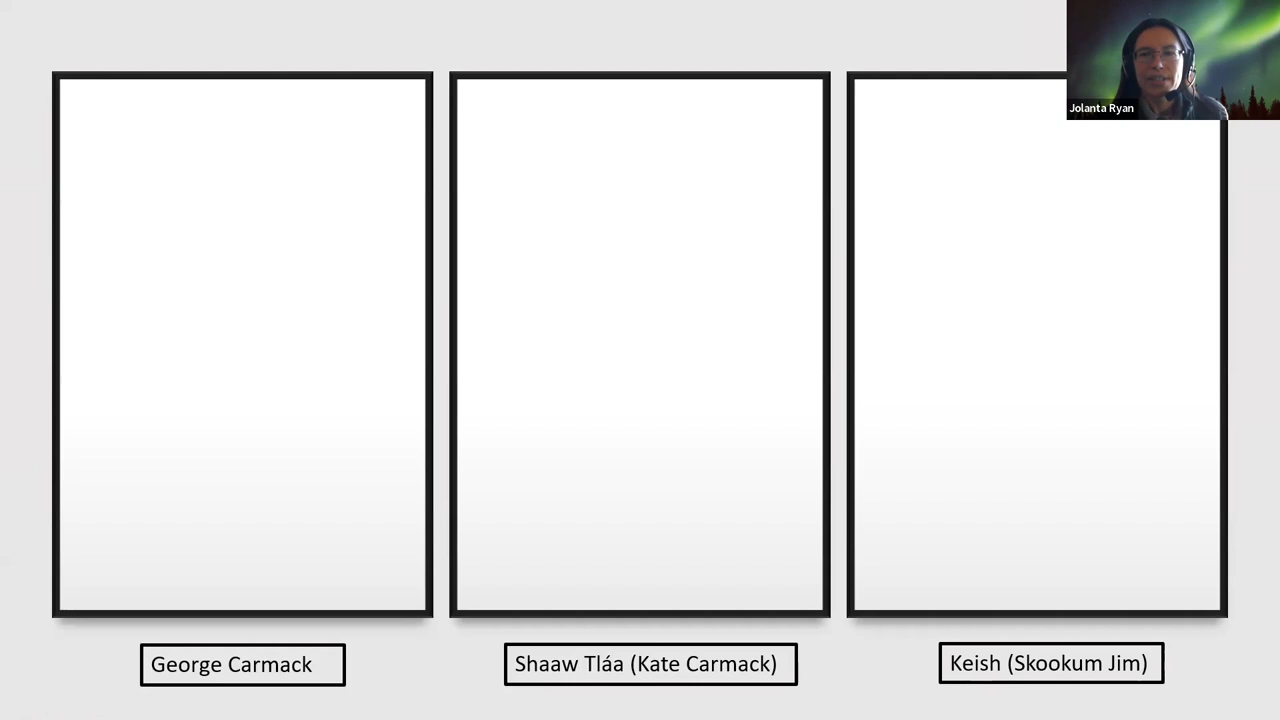 Jolanta Ryan
George Carmack
Shaaw Tláa (Kate Carmack)
Keish (Skookum Jim)